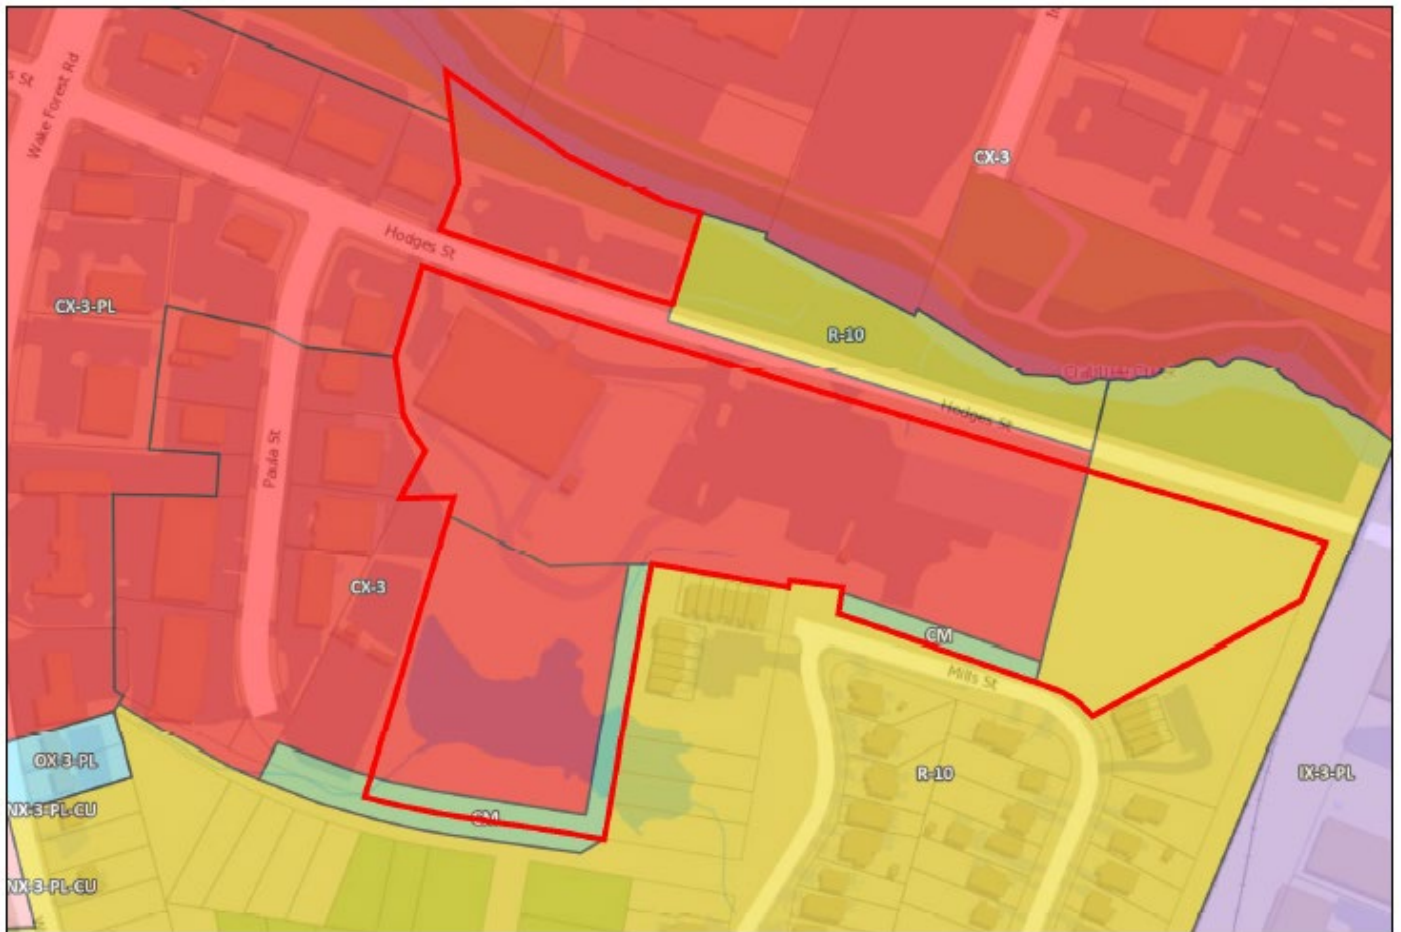 Wake Forest Rd
CX-3
Hodges St
CX-3-PL
R-10
Hodges St
Paula St
CX-3
CM
Mills St
OX-3-PL
R-10
IX-3-PL
NX-3-PL-CU
CM
NX-3-PL-CU